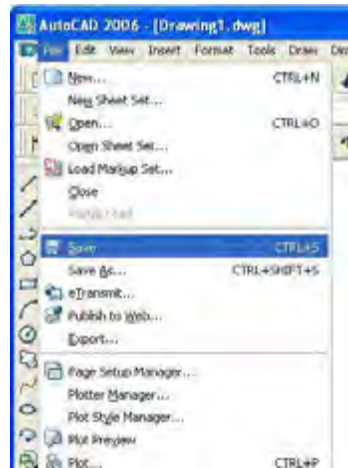 AutoCAD 2006 - [Drawing1.dwg]
File Edit View Insert Format Tools Draw
New... CTRL+N
New Sheet Set...
Open... CTRL+O
Open Sheet Set...
Load Markup Set...
Close
Save CTRL+S
Save As... CTRL+SHIFT+S
eTransmit...
Publish to Web...
Export...
Page Setup Manager...
Plotter Manager...
Plot Style Manager...
Plot Preview
Plot... CTRL+P